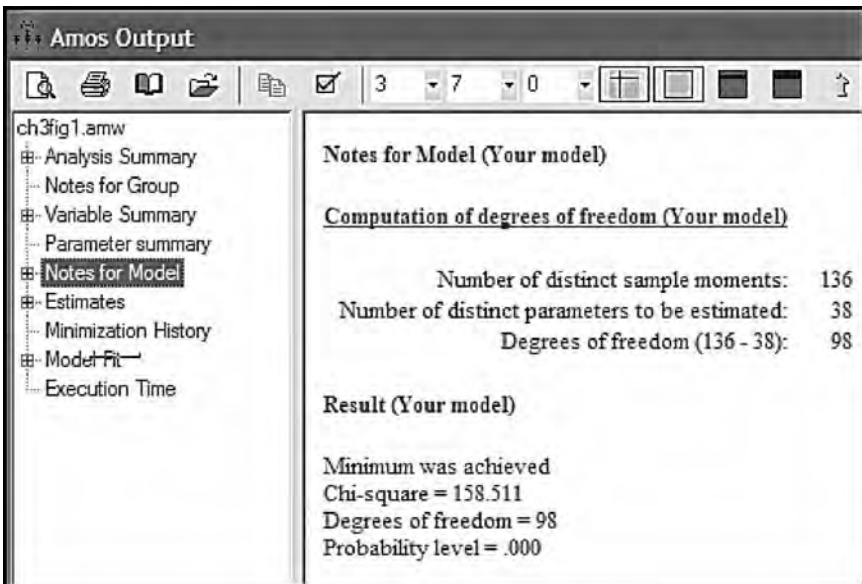 Amos Output
3 7 0
ch3fig1.amw
Analysis Summary
Notes for Group
Variable Summary
Parameter summary
Notes for Model
Estimates
Minimization History
Model Fit
Execution Time
Notes for Model (Your model)
Computation of degrees of freedom (Your model)
Number of distinct sample moments: 136
Number of distinct parameters to be estimated: 38
Degrees of freedom (136 - 38): 98
Result (Your model)
Minimum was achieved
Chi-square = 158.511
Degrees of freedom = 98
Probability level = .000